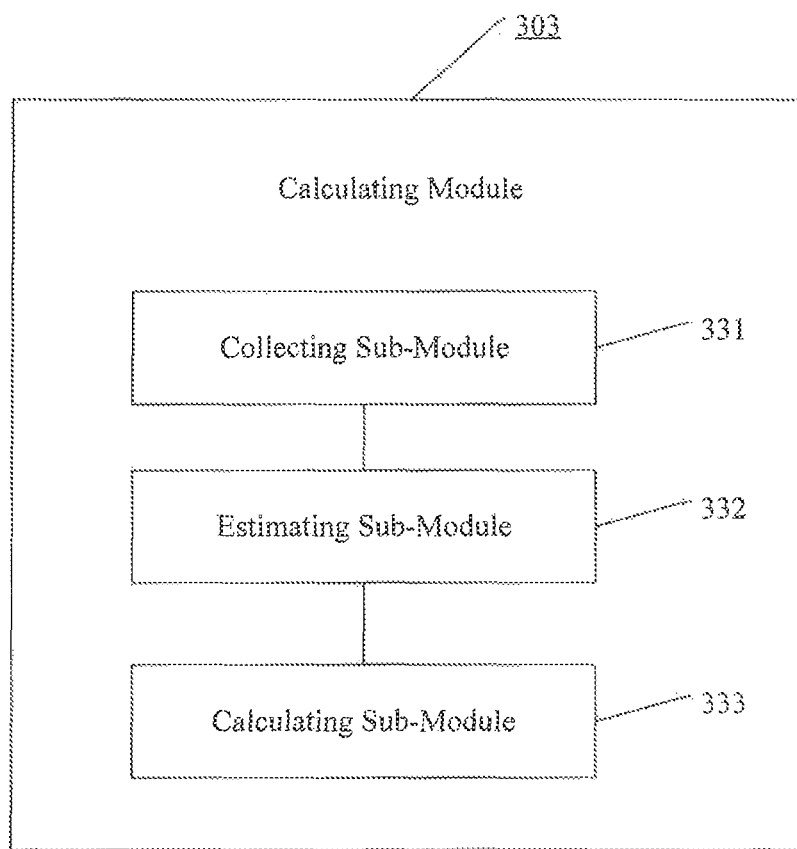 303
Calculating Module
Collecting Sub-Module
331
Estimating Sub-Module
332
Calculating Sub-Module
333